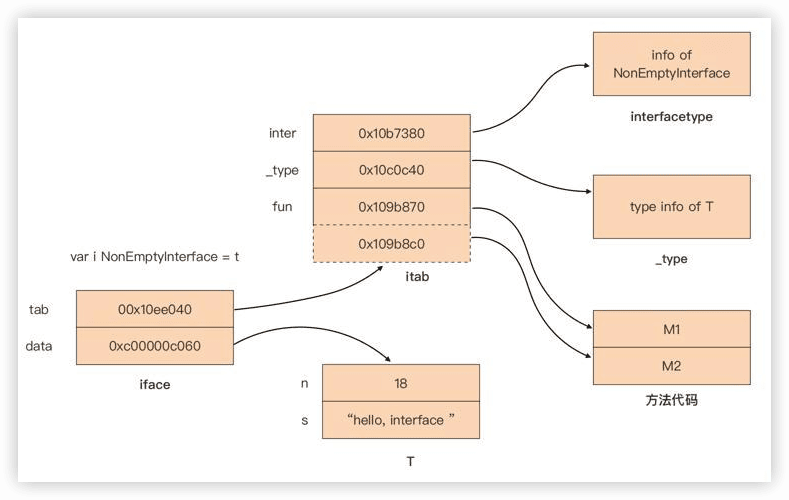 info of
NonEmptyInterface
interfacetype
inter
0x10b7380
_type
0x10c0c40
fun
0x109b870
0x109b8c0
itab
type info of T
_type
var i NonEmptyInterface = t
tab
00x10ee040
data
0xc00000c060
iface
M1
M2
方法代码
n
18
s
“hello, interface ”
T